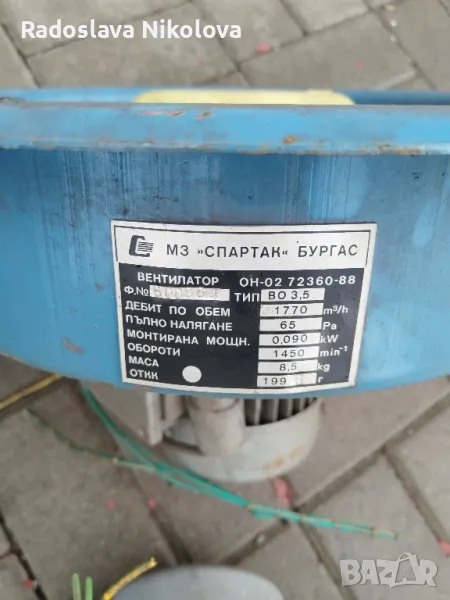 Radoslava Nikolova
МЗ »СПАРТАК« БУРГАС
ВЕНТИЛАТОР ОН-02 72360-88
Ф.№ ТИП ВО 3,5
ДЕБИТ ПО ОБЕМ 1770 m³/h
ПЪЛНО НАЛЯГАНЕ 65 Pa
МОНТИРАНА МОЩН. 0,090 kW
ОБОРОТИ 1450 min⁻¹
МАСА 8,5 kg
ОТКК 199 г
BAZAR